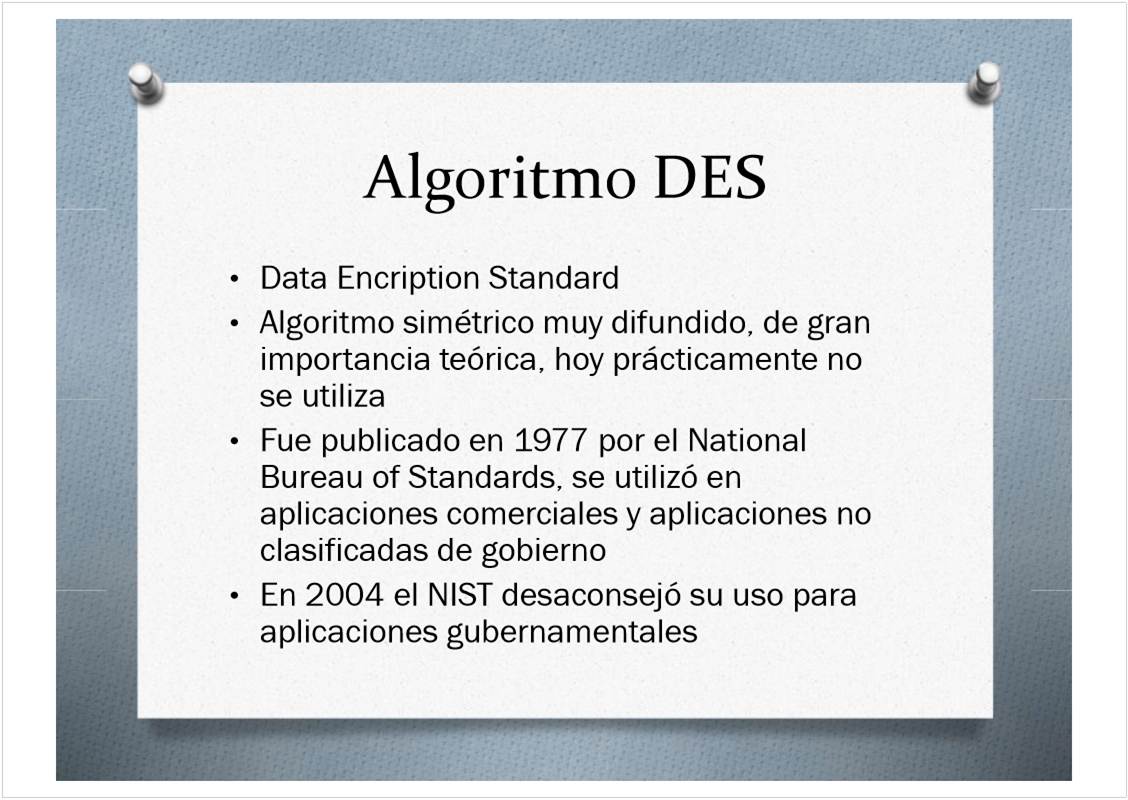 Algoritmo DES
• Data Encription Standard
• Algoritmo simétrico muy difundido, de gran
importancia teórica, hoy prácticamente no
se utiliza
• Fue publicado en 1977 por el National
Bureau of Standards, se utilizó en
aplicaciones comerciales y aplicaciones no
clasificadas de gobierno
• En 2004 el NIST desaconsejó su uso para
aplicaciones gubernamentales